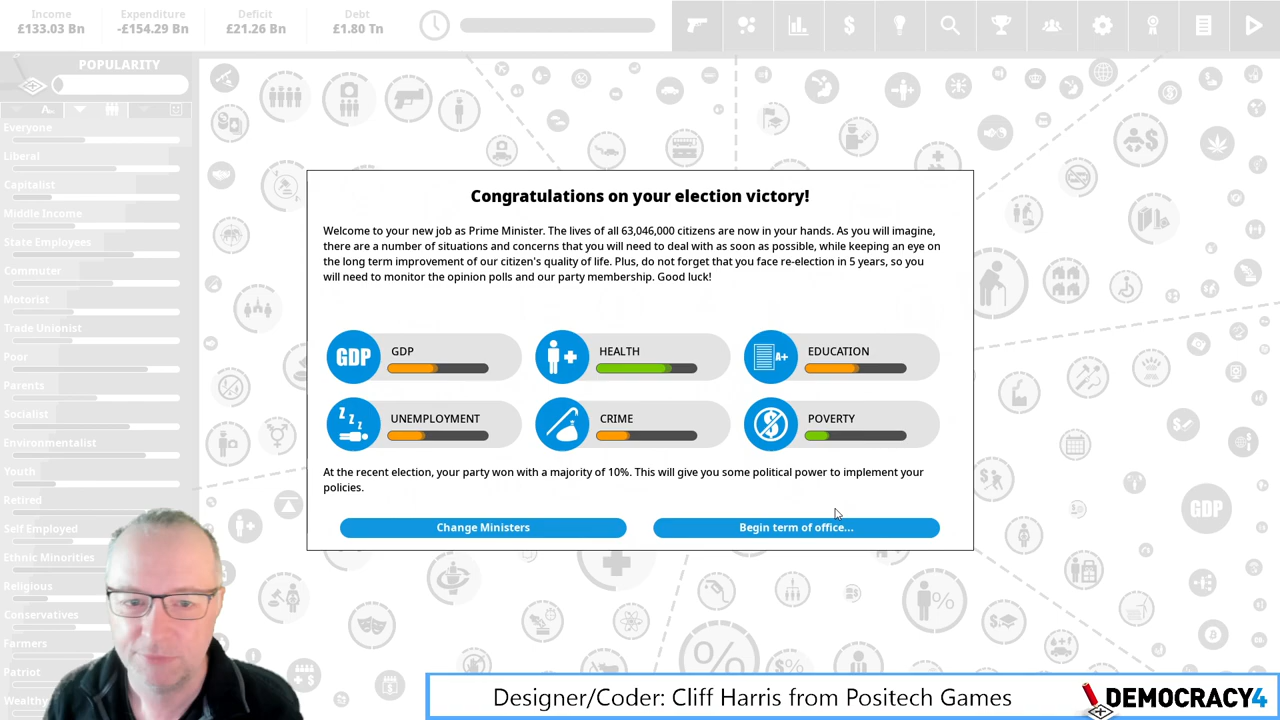 Income
£133.03 Bn
Expenditure
-£154.29 Bn
Deficit
£21.26 Bn
Debt
£1.80 Tn
POPULARITY
Everyone
Liberal
Capitalist
Middle Income
State Employees
Commuter
Motorist
Trade Unionist
Poor
Parents
Socialist
Environmentalist
Youth
Retired
Self Employed
Ethnic Minorities
Religious
Conservatives
Farmers
Patriot
Wealthy
Congratulations on your election victory!
Welcome to your new job as Prime Minister. The lives of all 63,046,000 citizens are now in your hands. As you will imagine,
there are a number of situations and concerns that you will need to deal with as soon as possible, while keeping an eye on
the long term improvement of our citizen's quality of life. Plus, do not forget that you face re-election in 5 years, so you
will need to monitor the opinion polls and our party membership. Good luck!
GDP
GDP
HEALTH
A+
EDUCATION
Z Z Z
UNEMPLOYMENT
CRIME
POVERTY
At the recent election, your party won with a majority of 10%. This will give you some political power to implement your
policies.
Change Ministers
Begin term of office...
GDP
Designer/Coder: Cliff Harris from Positech Games
DEMOCRACY4